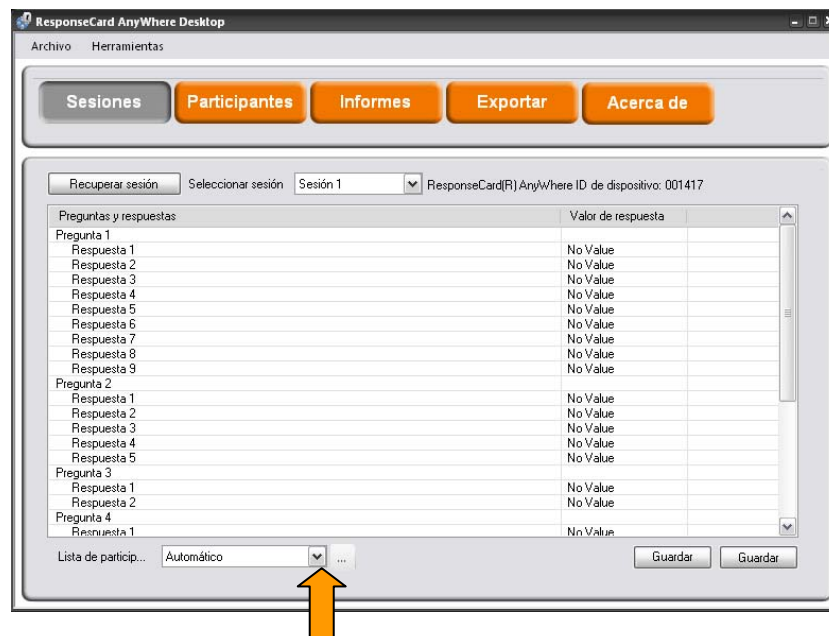 ResponseCard AnyWhere Desktop
Archivo Herramientas
Sesiones Participantes Informes Exportar Acerca de
Recuperar sesión Seleccionar sesión Sesión 1 ResponseCard(R) AnyWhere ID de dispositivo: 001417
Preguntas y respuestas Valor de respuesta
Pregunta 1
Respuesta 1 No Value
Respuesta 2 No Value
Respuesta 3 No Value
Respuesta 4 No Value
Respuesta 5 No Value
Respuesta 6 No Value
Respuesta 7 No Value
Respuesta 8 No Value
Respuesta 9 No Value
Pregunta 2
Respuesta 1 No Value
Respuesta 2 No Value
Respuesta 3 No Value
Respuesta 4 No Value
Respuesta 5 No Value
Pregunta 3
Respuesta 1 No Value
Respuesta 2 No Value
Pregunta 4
Respuesta 1 No Value
Lista de particip... Automático ... Guardar Guardar